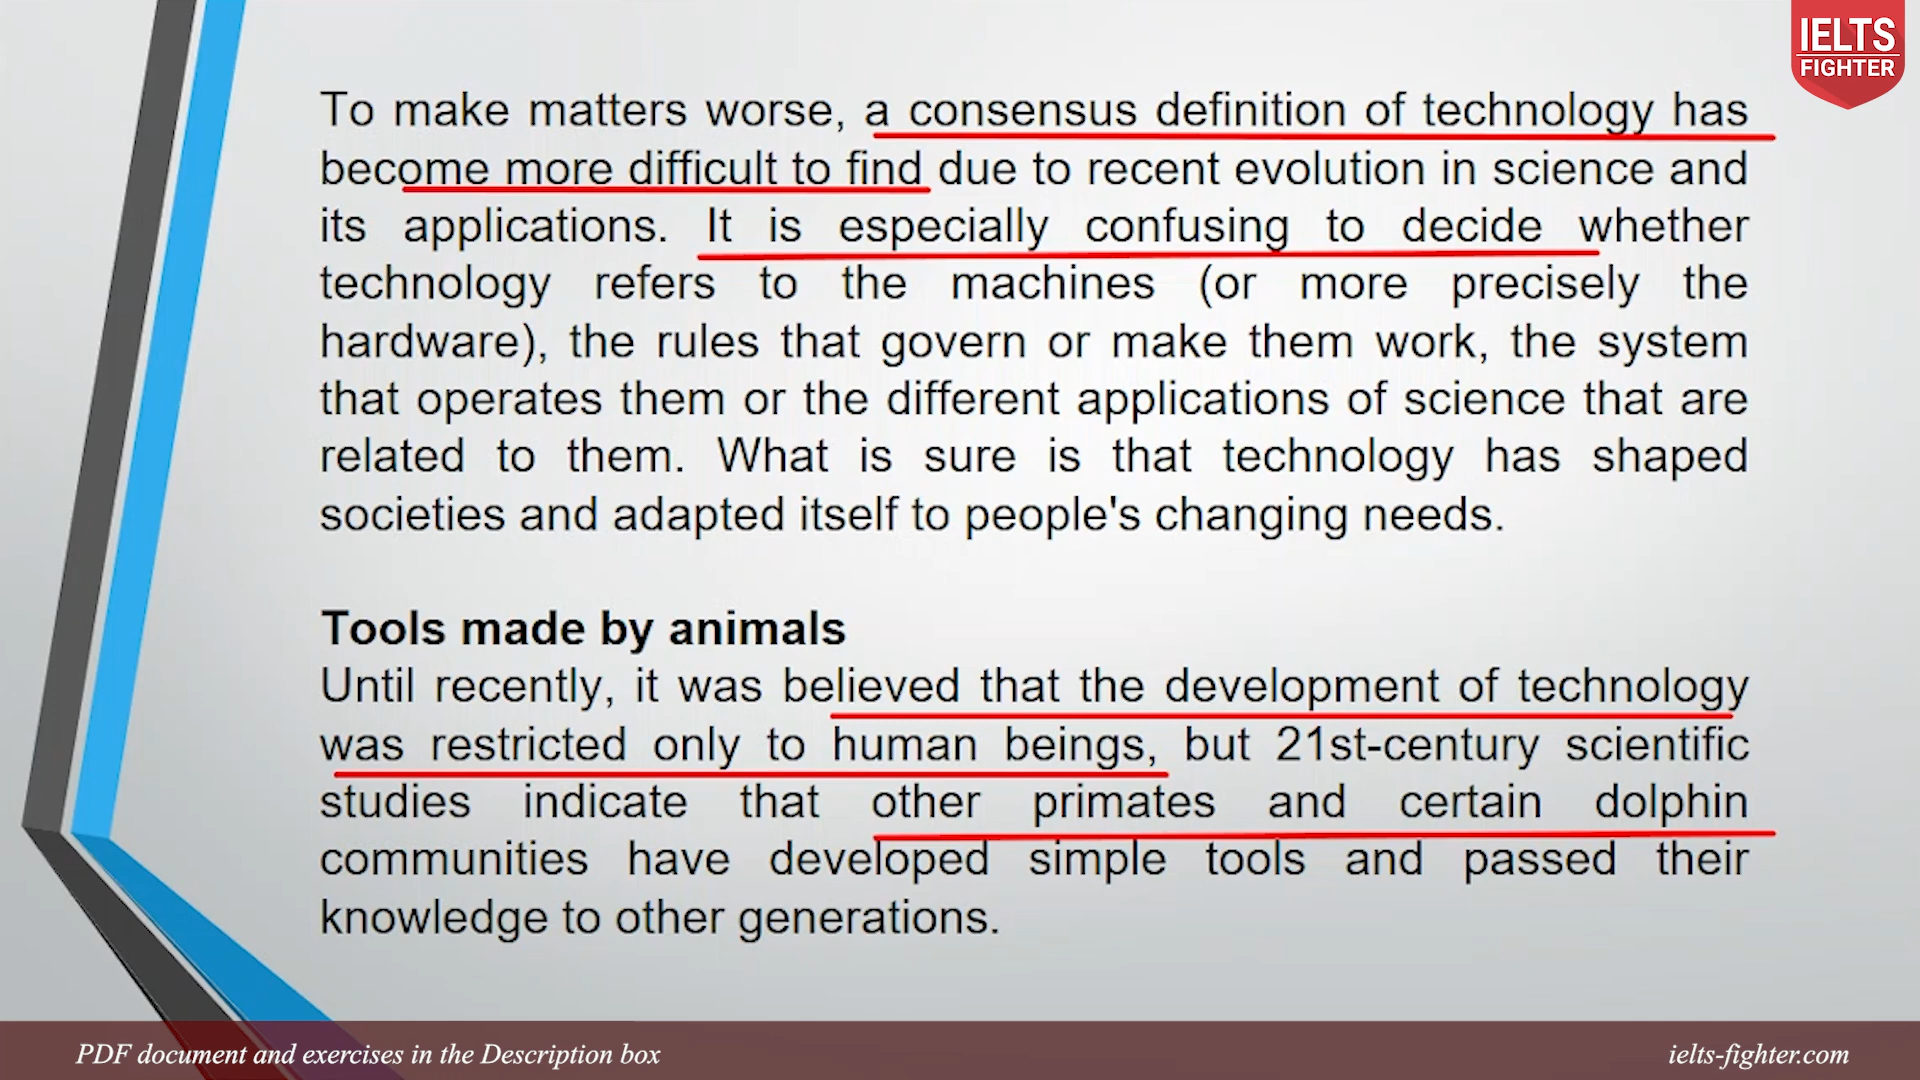 IELTS
FIGHTER
To make matters worse, a consensus definition of technology has
become more difficult to find due to recent evolution in science and
its applications. It is especially confusing to decide whether
technology refers to the machines (or more precisely the
hardware), the rules that govern or make them work, the system
that operates them or the different applications of science that are
related to them. What is sure is that technology has shaped
societies and adapted itself to people's changing needs.
Tools made by animals
Until recently, it was believed that the development of technology
was restricted only to human beings, but 21st-century scientific
studies indicate that other primates and certain dolphin
communities have developed simple tools and passed their
knowledge to other generations.
PDF document and exercises in the Description box
ielts-fighter.com